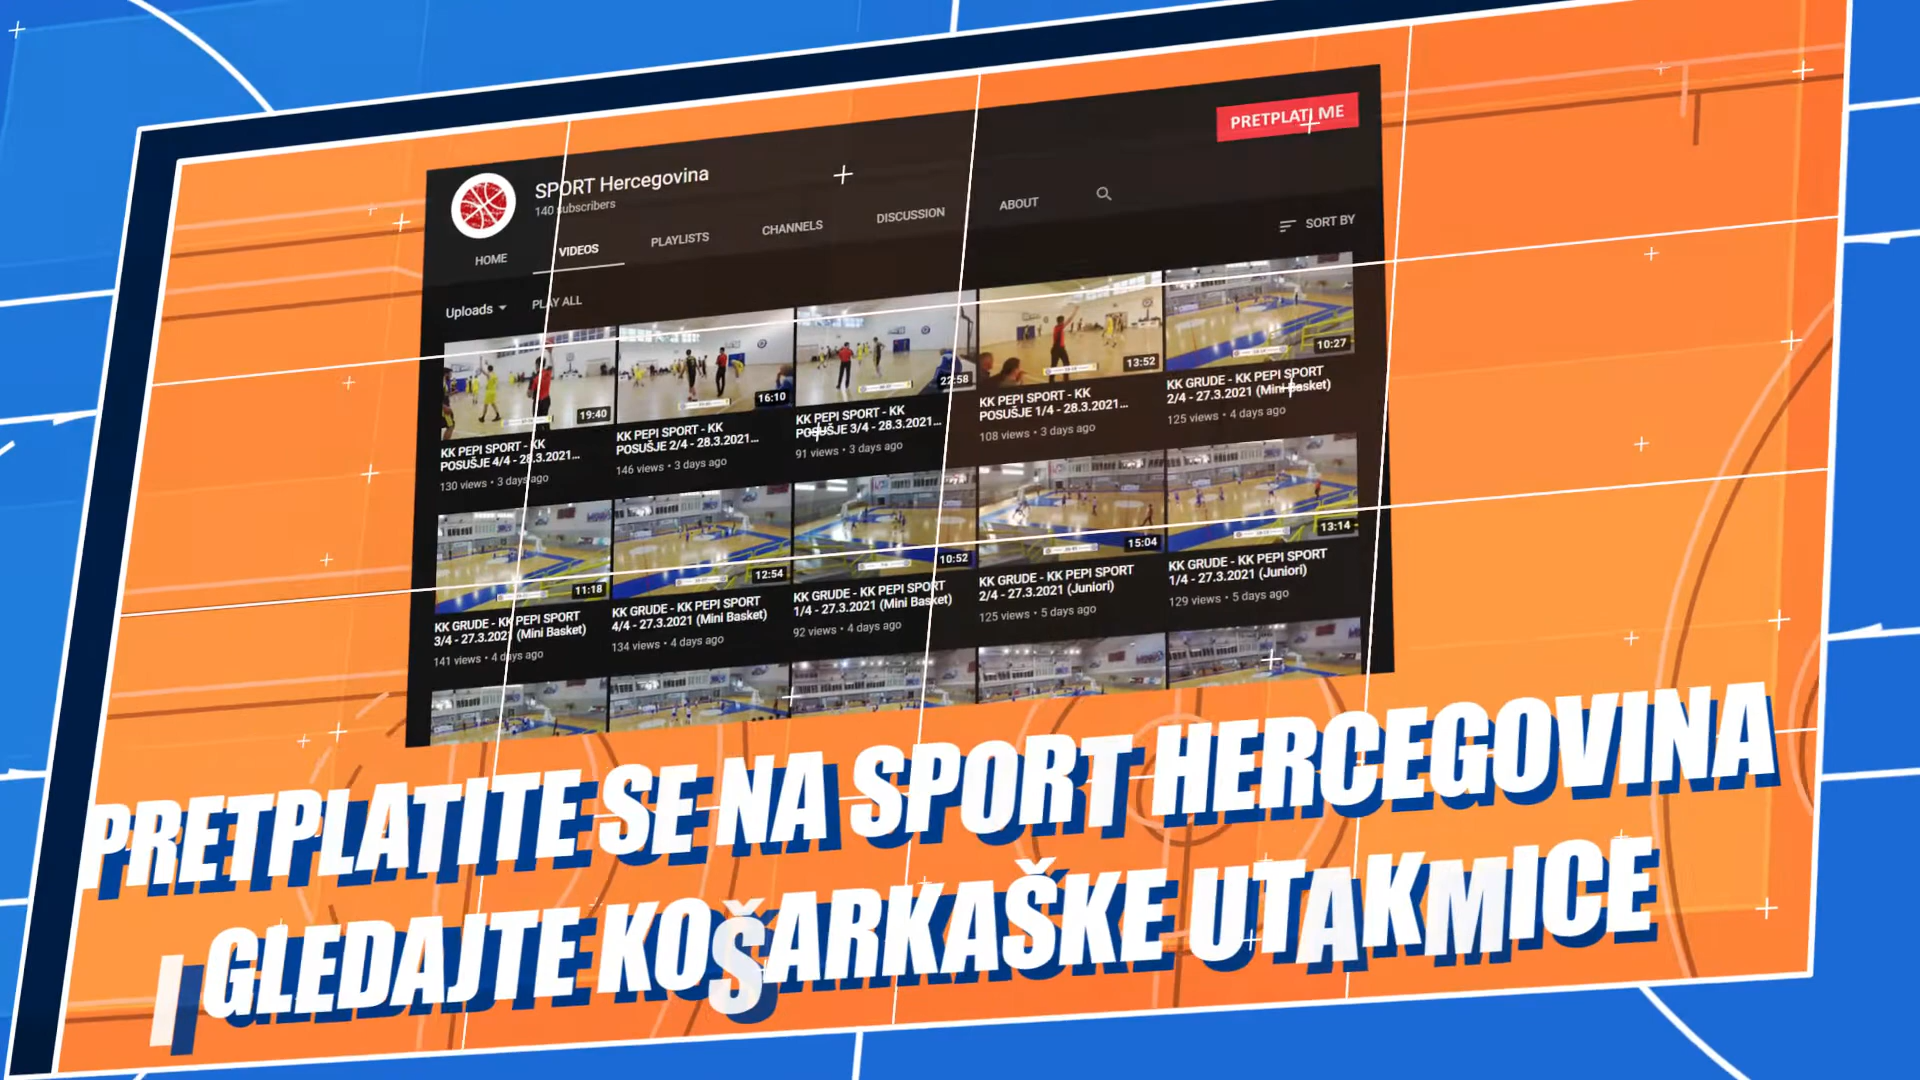 PRETPLATI ME
SPORT Hercegovina
140 subscribers
HOME
VIDEOS
PLAYLISTS
CHANNELS
DISCUSSION
ABOUT
SORT BY
Uploads
PLAY ALL
19:40
16:10
22:58
13:52
10:27
KK PEPI SPORT - KK
POSUŠJE 4/4 - 28.3.2021...
130 views • 3 days ago
KK PEPI SPORT - KK
POSUŠJE 2/4 - 28.3.2021...
146 views • 3 days ago
KK PEPI SPORT - KK
POSUŠJE 3/4 - 28.3.2021...
91 views • 3 days ago
KK PEPI SPORT - KK
POSUŠJE 1/4 - 28.3.2021...
108 views • 3 days ago
KK GRUDE - KK PEPI SPORT
2/4 - 27.3.2021 (Mini Basket)
125 views • 4 days ago
11:18
12:54
10:52
15:04
13:14
KK GRUDE - KK PEPI SPORT
3/4 - 27.3.2021 (Mini Basket)
141 views • 4 days ago
KK GRUDE - KK PEPI SPORT
4/4 - 27.3.2021 (Mini Basket)
134 views • 4 days ago
KK GRUDE - KK PEPI SPORT
1/4 - 27.3.2021 (Mini Basket)
92 views • 4 days ago
KK GRUDE - KK PEPI SPORT
2/4 - 27.3.2021 (Juniori)
125 views • 5 days ago
KK GRUDE - KK PEPI SPORT
1/4 - 27.3.2021 (Juniori)
129 views • 5 days ago
PRETPLATITE SE NA SPORT HERCEGOVINA
I GLEDAJTE KOŠARKAŠKE UTAKMICE